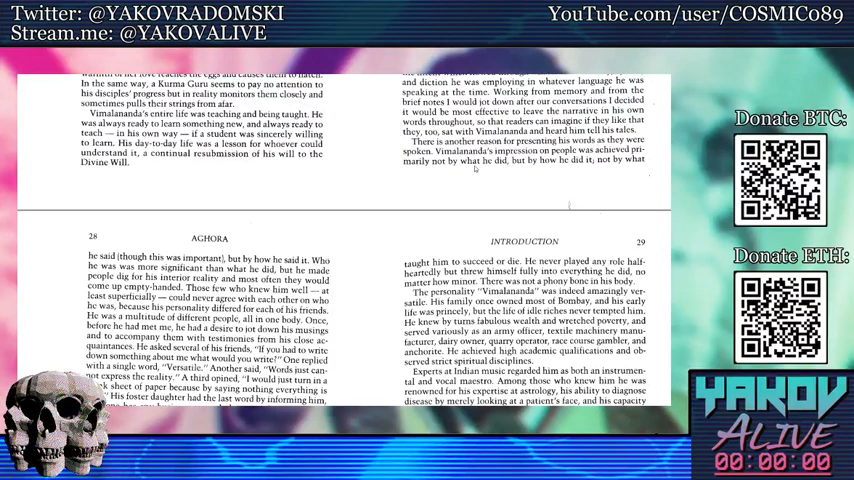 Twitter: @YAKOVRADOMSKI
Stream.me: @YAKOVALIVE
YouTube.com/user/COSMIC089
warmth of her love reaches the eggs and causes them to hatch.
In the same way, a Kurma Guru seems to pay no attention to
his disciples' progress but in reality monitors them closely and
sometimes pulls their strings from afar.
Vimalananda's entire life was teaching and being taught. He
was always ready to learn something new, and always ready to
teach — in his own way — if a student was sincerely willing
to learn. His day-to-day life was a lesson for whoever could
understand it, a continual resubmission of his will to the
Divine Will.
and diction he was employing in whatever language he was
speaking at the time. Working from memory and from the
brief notes I would jot down after our conversations I decided
it would be most effective to leave the narrative in his own
words throughout, so that readers can imagine if they like that
they, too, sat with Vimalananda and heard him tell his tales.
There is another reason for presenting his words as they were
spoken. Vimalananda's impression on people was achieved pri-
marily not by what he did, but by how he did it; not by what
28 AGHORA
he said (though this was important), but by how he said it. Who
he was was more significant than what he did, but he made
people dig for his interior reality and most often they would
come up empty-handed. Those few who knew him well — at
least superficially — could never agree with each other on who
he was, because his personality differed for each of his friends.
He was a multitude of different people, all in one body. Once,
before he had met me, he had a desire to jot down his musings
and to accompany them with testimonies from his close ac-
quaintances. He asked several of his friends, "If you had to write
down something about me what would you write?" One replied
with a single word, "Versatile." Another said, "Words just can-
not express the reality." A third opined, "I would just turn in a
sheet of paper because by saying nothing everything is
His foster daughter had the last word by informing him,
INTRODUCTION 29
taught him to succeed or die. He never played any role half-
heartedly but threw himself fully into everything he did, no
matter how minor. There was not a phony bone in his body.
The personality "Vimalananda" was indeed amazingly ver-
satile. His family once owned most of Bombay, and his early
life was princely, but the life of idle riches never tempted him.
He knew by turns fabulous wealth and wretched poverty, and
served variously as an army officer, textile machinery manu-
facturer, dairy owner, quarry operator, race course gambler, and
anchorite. He achieved high academic qualifications and ob-
served strict spiritual disciplines.
Experts at Indian music regarded him as both an instrumen-
tal and vocal maestro. Among those who knew him he was
renowned for his expertise at astrology, his ability to diagnose
disease by merely looking at a patient's face, and his capacity
Donate BTC:
Donate ETH:
YAKOV
ALIVE
00:00:00